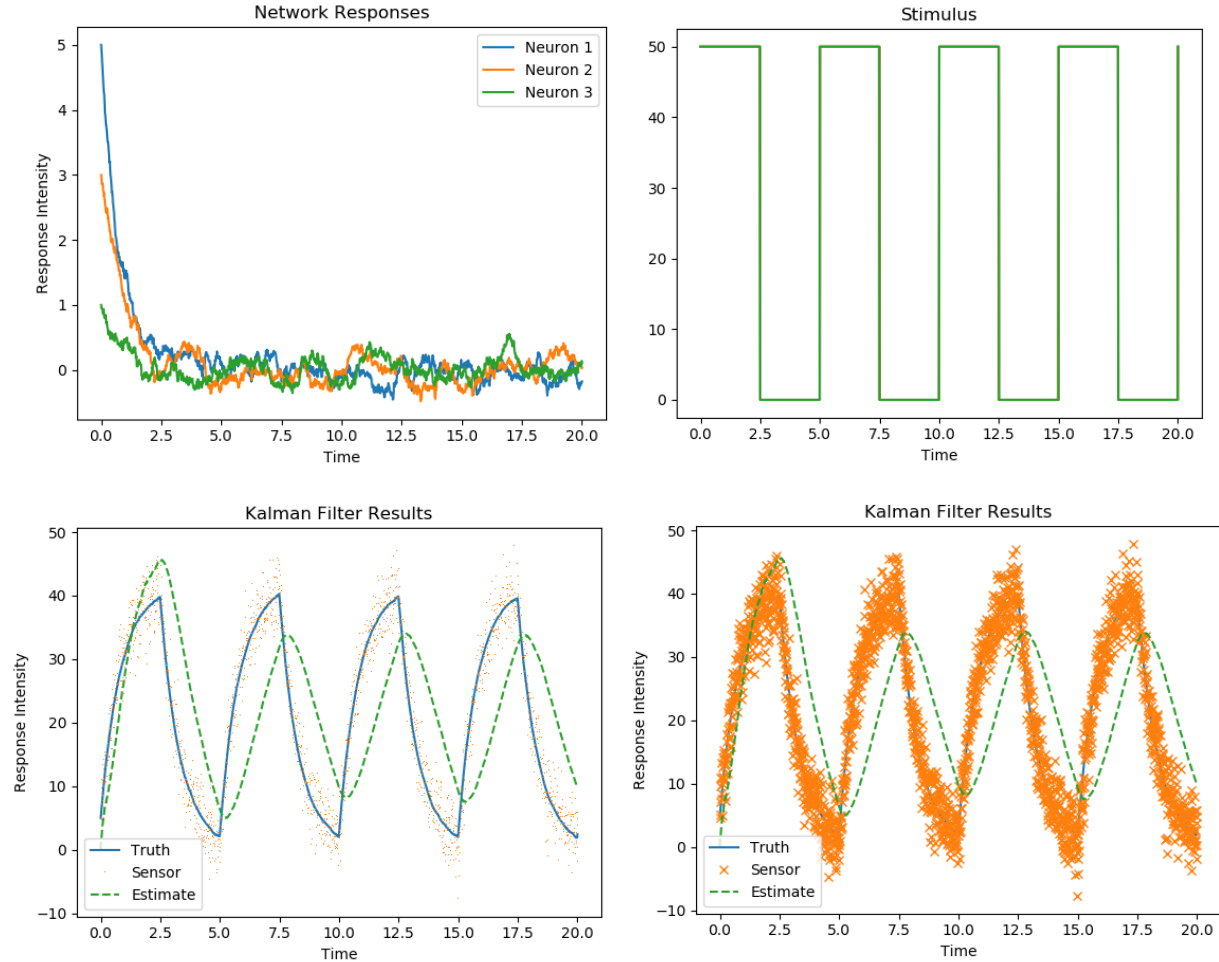 Network Responses
Response Intensity
5
4
3
2
1
0
Neuron 1
Neuron 2
Neuron 3
0.0 2.5 5.0 7.5 10.0 12.5 15.0 17.5 20.0
Time
Stimulus
50
40
30
20
10
0
0.0 2.5 5.0 7.5 10.0 12.5 15.0 17.5 20.0
Time
Kalman Filter Results
Response Intensity
50
40
30
20
10
0
−10
Truth
Sensor
Estimate
0.0 2.5 5.0 7.5 10.0 12.5 15.0 17.5 20.0
Time
Kalman Filter Results
Response Intensity
50
40
30
20
10
0
−10
Truth
Sensor
Estimate
0.0 2.5 5.0 7.5 10.0 12.5 15.0 17.5 20.0
Time